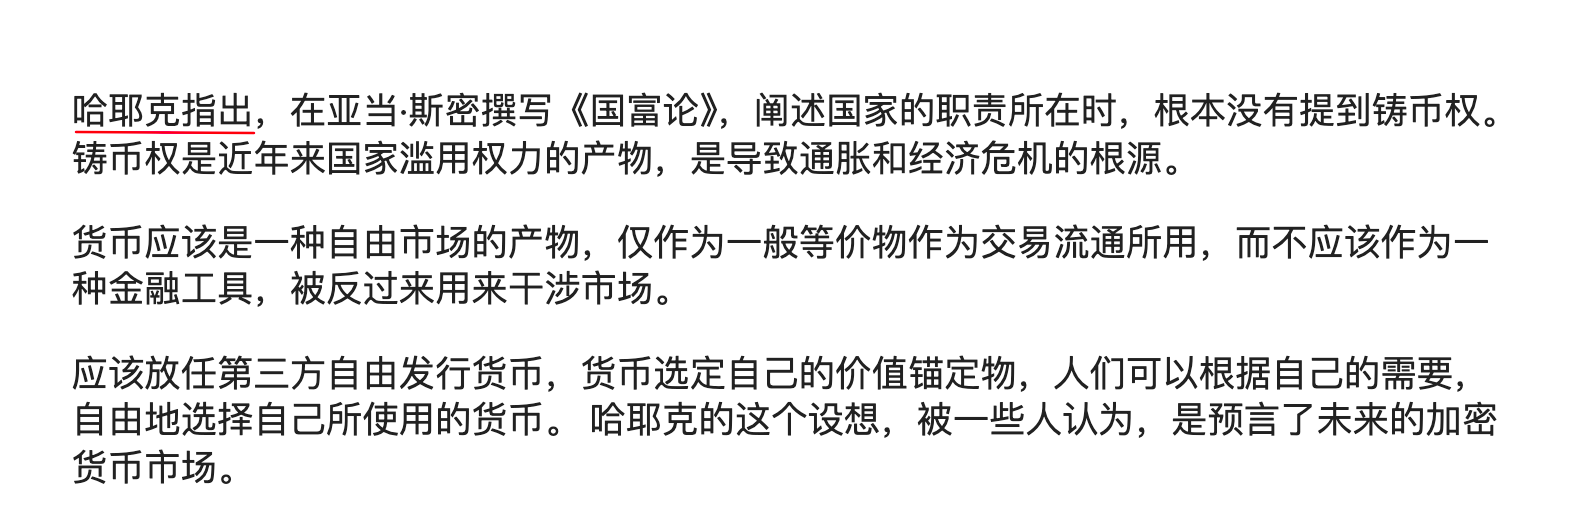 哈耶克指出，在亚当·斯密撰写《国富论》，阐述国家的职责所在时，根本没有提到铸币权。
铸币权是近年来国家滥用权力的产物，是导致通胀和经济危机的根源。
货币应该是一种自由市场的产物，仅作为一般等价物作为交易流通所用，而不应该作为一
种金融工具，被反过来用来干涉市场。
应该放任第三方自由发行货币，货币选定自己的价值锚定物，人们可以根据自己的需要，
自由地选择自己所使用的货币。 哈耶克的这个设想，被一些人认为，是预言了未来的加密
货币市场。